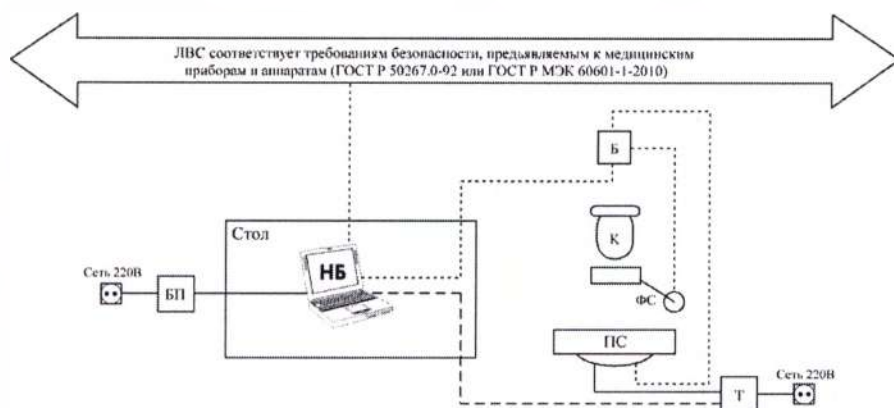 ЛВС соответствует требованиям безопасности, предъявляемым к медицинским
приборам и аппаратам (ГОСТ Р 50267.0-92 или ГОСТ Р МЭК 60601-1-2010)
Б
Стол
К
НБ
Сеть 220В
БП
ФС
ПС
Сеть 220В
Т